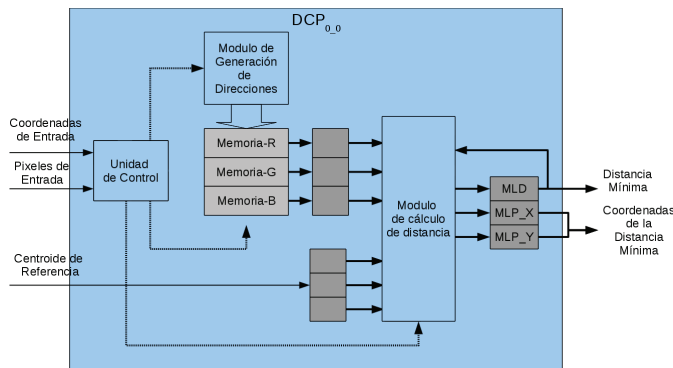 DCP0_0
Modulo de
Generación
de
Direcciones
Coordenadas
de Entrada
Pixeles de
Entrada
Unidad
de Control
Memoria-R
Memoria-G
Memoria-B
Modulo
de cálculo
de distancia
MLD
MLP_X
MLP_Y
Distancia
Mínima
Coordenadas
de la
Distancia
Mínima
Centroide de
Referencia